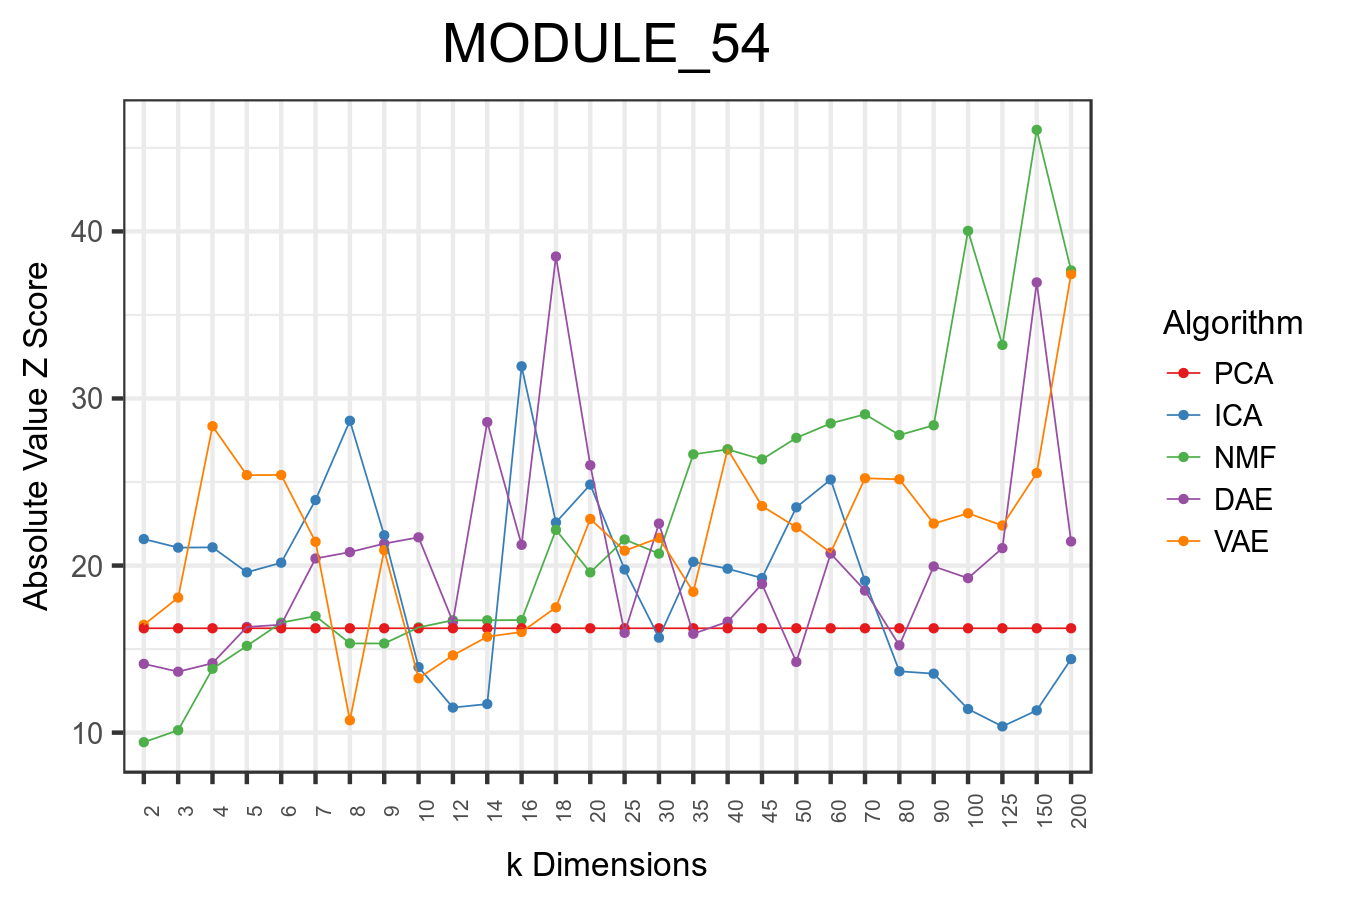 MODULE_54
Absolute Value Z Score
40
30
20
10
2 3 4 5 6 7 8 9 10 12 14 16 18 20 25 30 35 40 45 50 60 70 80 90 100 125 150 200
k Dimensions
Algorithm
PCA
ICA
NMF
DAE
VAE